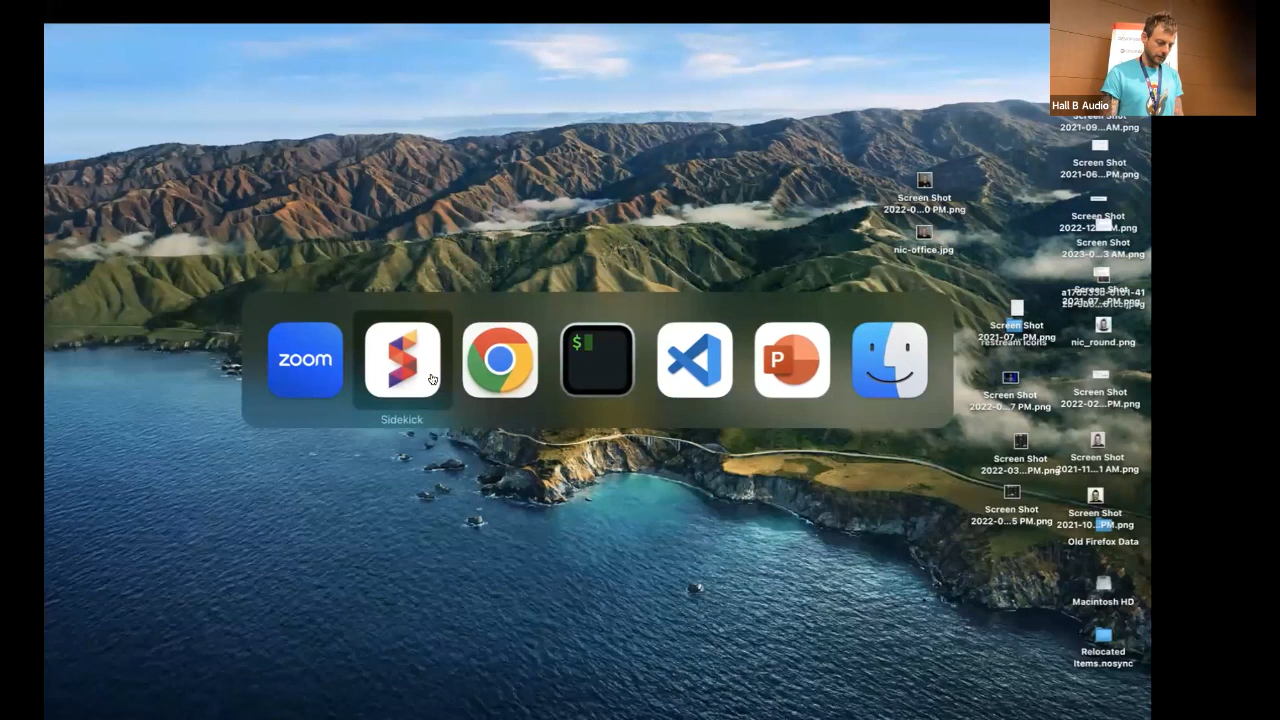 Hall B Audio
Screen Shot
2021-09...AM.png
Screen Shot
2021-06...PM.png
Screen Shot
2022-0...0 PM.png
Screen Shot
2022-12
nic-office.jpg
Screen Shot
2023-0...3 AM.png
zoom
$
P
Sidekick
Screen Shot
2021-07...PM.png
nic_round.png
Screen Shot
2022-0...7 PM.png
Screen Shot
2022-02...PM.png
Screen Shot
2022-03...PM.png
Screen Shot
2021-11...1 AM.png
Screen Shot
2022-0...5 PM.png
Screen Shot
2021-10...PM.png
Old Firefox Data
Macintosh HD
Relocated
Items.nosync